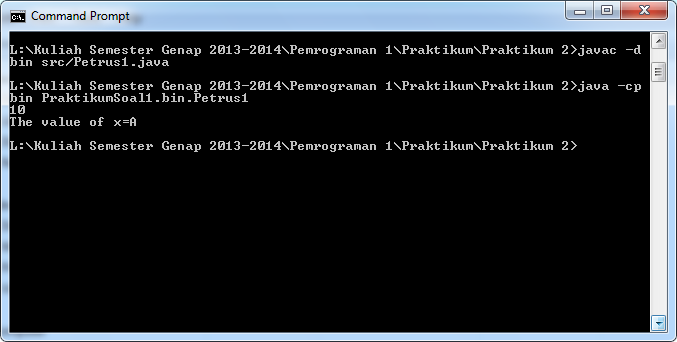 Command Prompt
L:\Kuliah Semester Genap 2013-2014\Pemrograman 1\Praktikum\Praktikum 2>javac -d
bin src/Petrus1.java
L:\Kuliah Semester Genap 2013-2014\Pemrograman 1\Praktikum\Praktikum 2>java -cp
bin PraktikumSoal1.bin.Petrus1
10
The value of x=A
L:\Kuliah Semester Genap 2013-2014\Pemrograman 1\Praktikum\Praktikum 2>